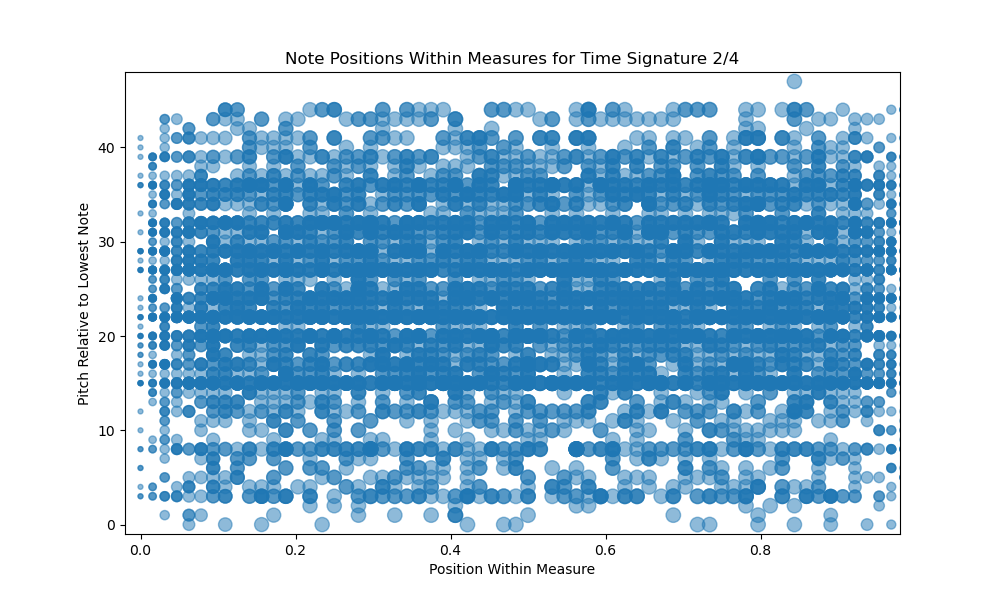 Note Positions Within Measures for Time Signature 2/4
Pitch Relative to Lowest Note
40
30
20
10
0
0.0 0.2 0.4 0.6 0.8
Position Within Measure